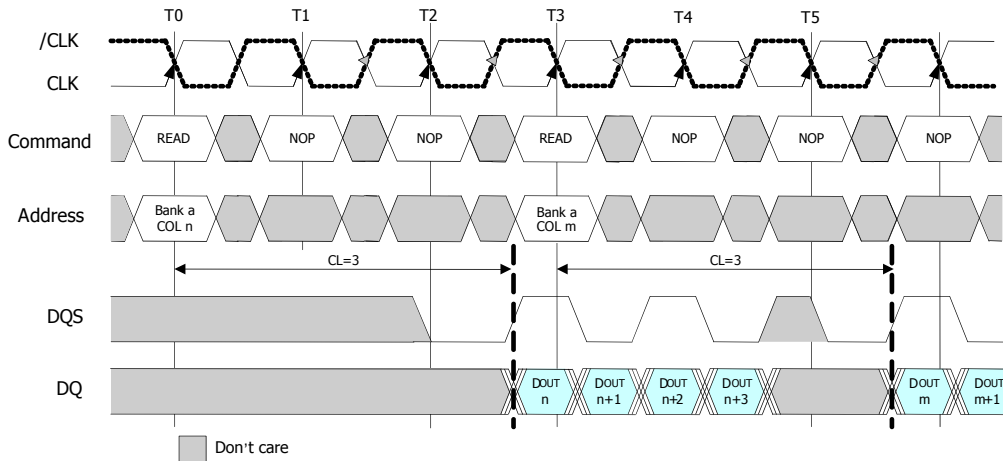 T0 T1 T2 T3 T4 T5
/CLK
CLK
Command READ NOP NOP READ NOP NOP NOP
Address Bank a COL n Bank a COL m
CL=3 CL=3
DQS
DQ DOUT n DOUT n+1 DOUT n+2 DOUT n+3 DOUT m DOUT m+1
Don't care